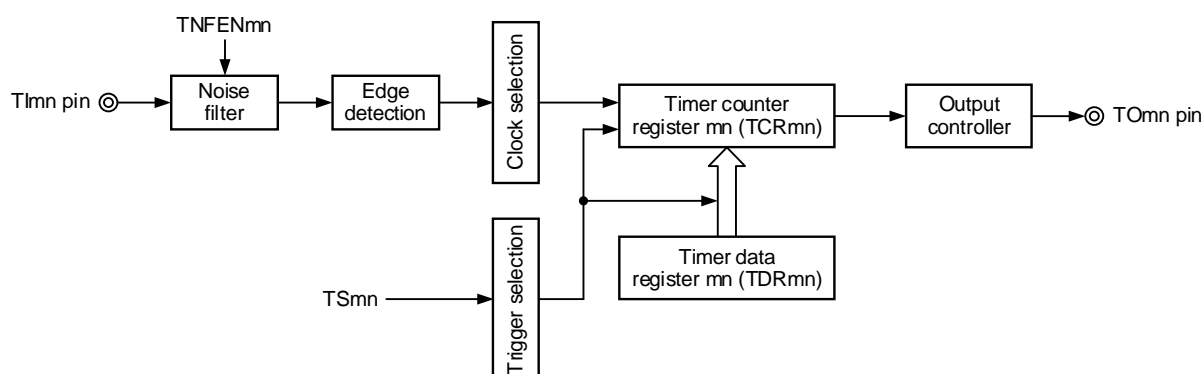 TNFENmn
TImn pin
Noise
filter
Edge
detection
Clock selection
Timer counter
register mn (TCRmn)
Output
controller
TOmn pin
TSmn
Trigger selection
Timer data
register mn (TDRmn)